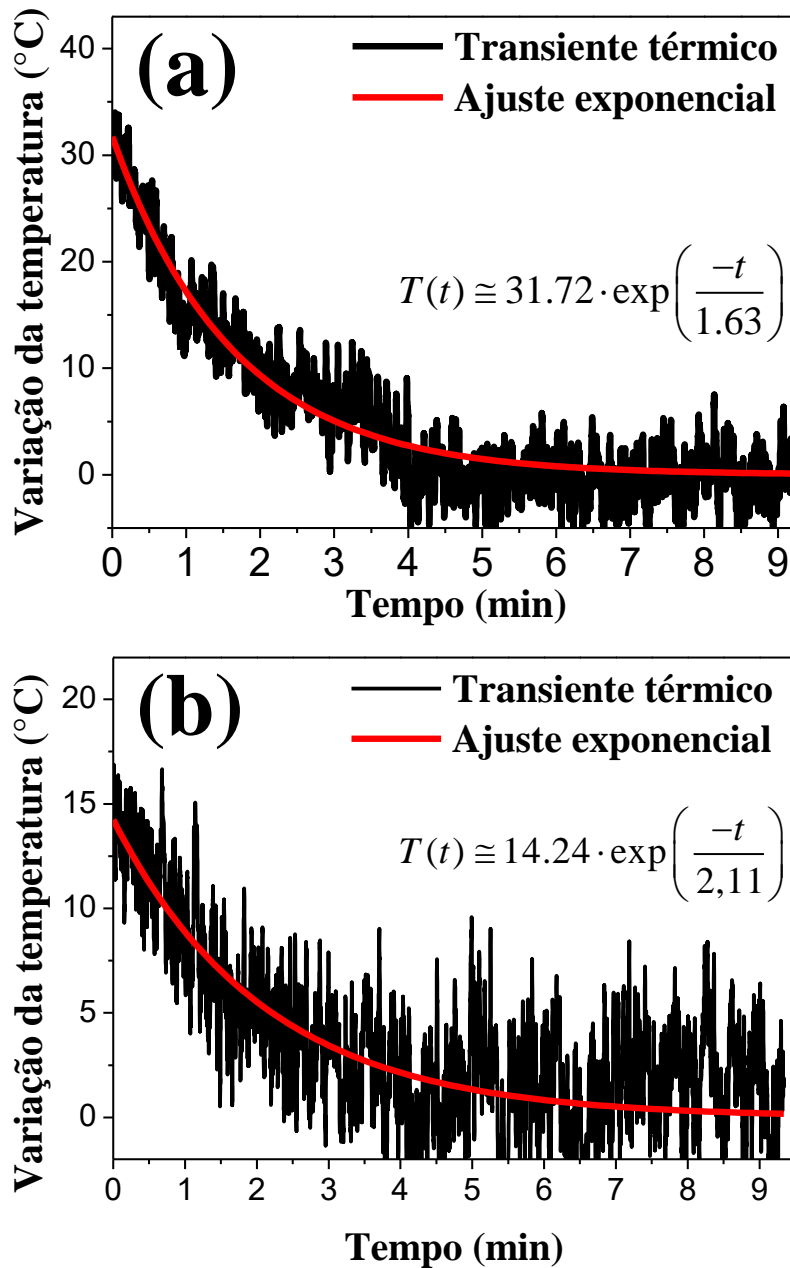 (a)
Transiente térmico
Ajuste exponencial
T(t) ≅ 31.72 · exp(−t/1.63)
Variação da temperatura (°C)
40
30
20
10
0
0 1 2 3 4 5 6 7 8 9
Tempo (min)
(b)
Transiente térmico
Ajuste exponencial
T(t) ≅ 14.24 · exp(−t/2,11)
Variação da temperatura (°C)
20
15
10
5
0
0 1 2 3 4 5 6 7 8 9
Tempo (min)